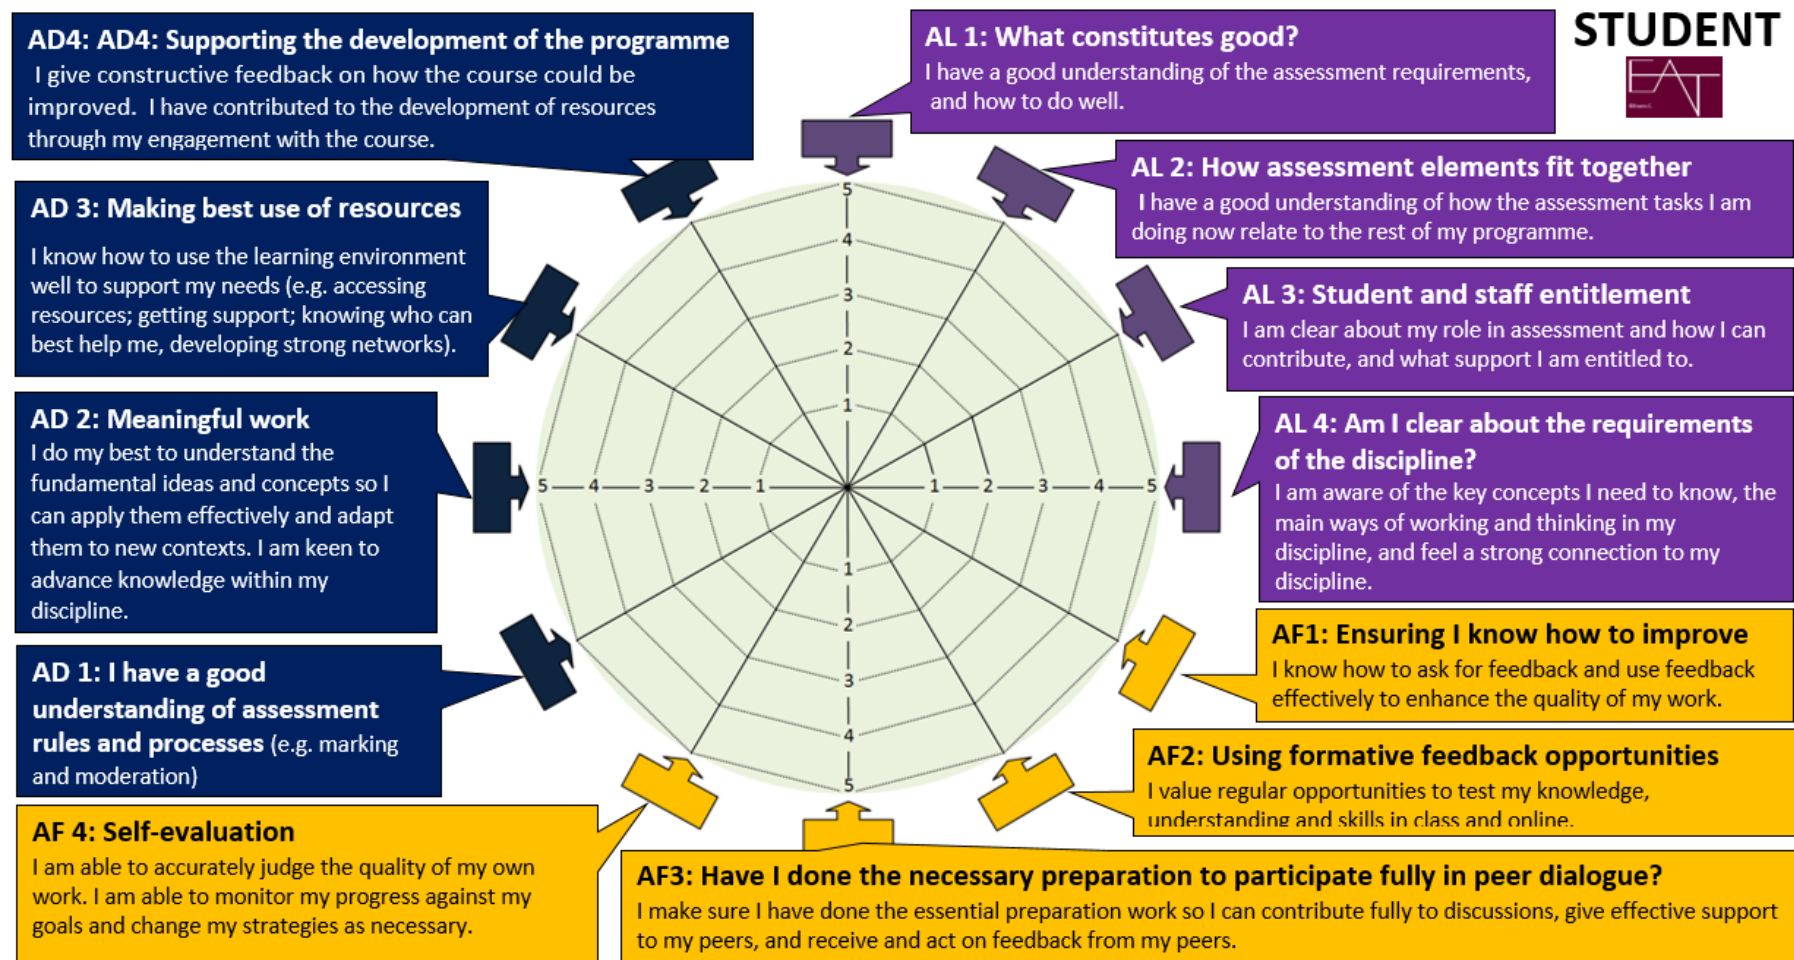 AD4: AD4: Supporting the development of the programme
I give constructive feedback on how the course could be
improved. I have contributed to the development of resources
through my engagement with the course.
AL 1: What constitutes good?
I have a good understanding of the assessment requirements,
and how to do well.
STUDENT
EAT
AL 2: How assessment elements fit together
I have a good understanding of how the assessment tasks I am
doing now relate to the rest of my programme.
AD 3: Making best use of resources
I know how to use the learning environment
well to support my needs (e.g. accessing
resources; getting support; knowing who can
best help me, developing strong networks).
AL 3: Student and staff entitlement
I am clear about my role in assessment and how I can
contribute, and what support I am entitled to.
AD 2: Meaningful work
I do my best to understand the
fundamental ideas and concepts so I
can apply them effectively and adapt
them to new contexts. I am keen to
advance knowledge within my
discipline.
AL 4: Am I clear about the requirements
of the discipline?
I am aware of the key concepts I need to know, the
main ways of working and thinking in my
discipline, and feel a strong connection to my
discipline.
5
4
3
2
1
5 4 3 2 1 1 2 3 4 5
1
2
3
4
5
AD 1: I have a good
understanding of assessment
rules and processes (e.g. marking
and moderation)
AF1: Ensuring I know how to improve
I know how to ask for feedback and use feedback
effectively to enhance the quality of my work.
AF2: Using formative feedback opportunities
I value regular opportunities to test my knowledge,
understanding and skills in class and online.
AF 4: Self-evaluation
I am able to accurately judge the quality of my own
work. I am able to monitor my progress against my
goals and change my strategies as necessary.
AF3: Have I done the necessary preparation to participate fully in peer dialogue?
I make sure I have done the essential preparation work so I can contribute fully to discussions, give effective support
to my peers, and receive and act on feedback from my peers.